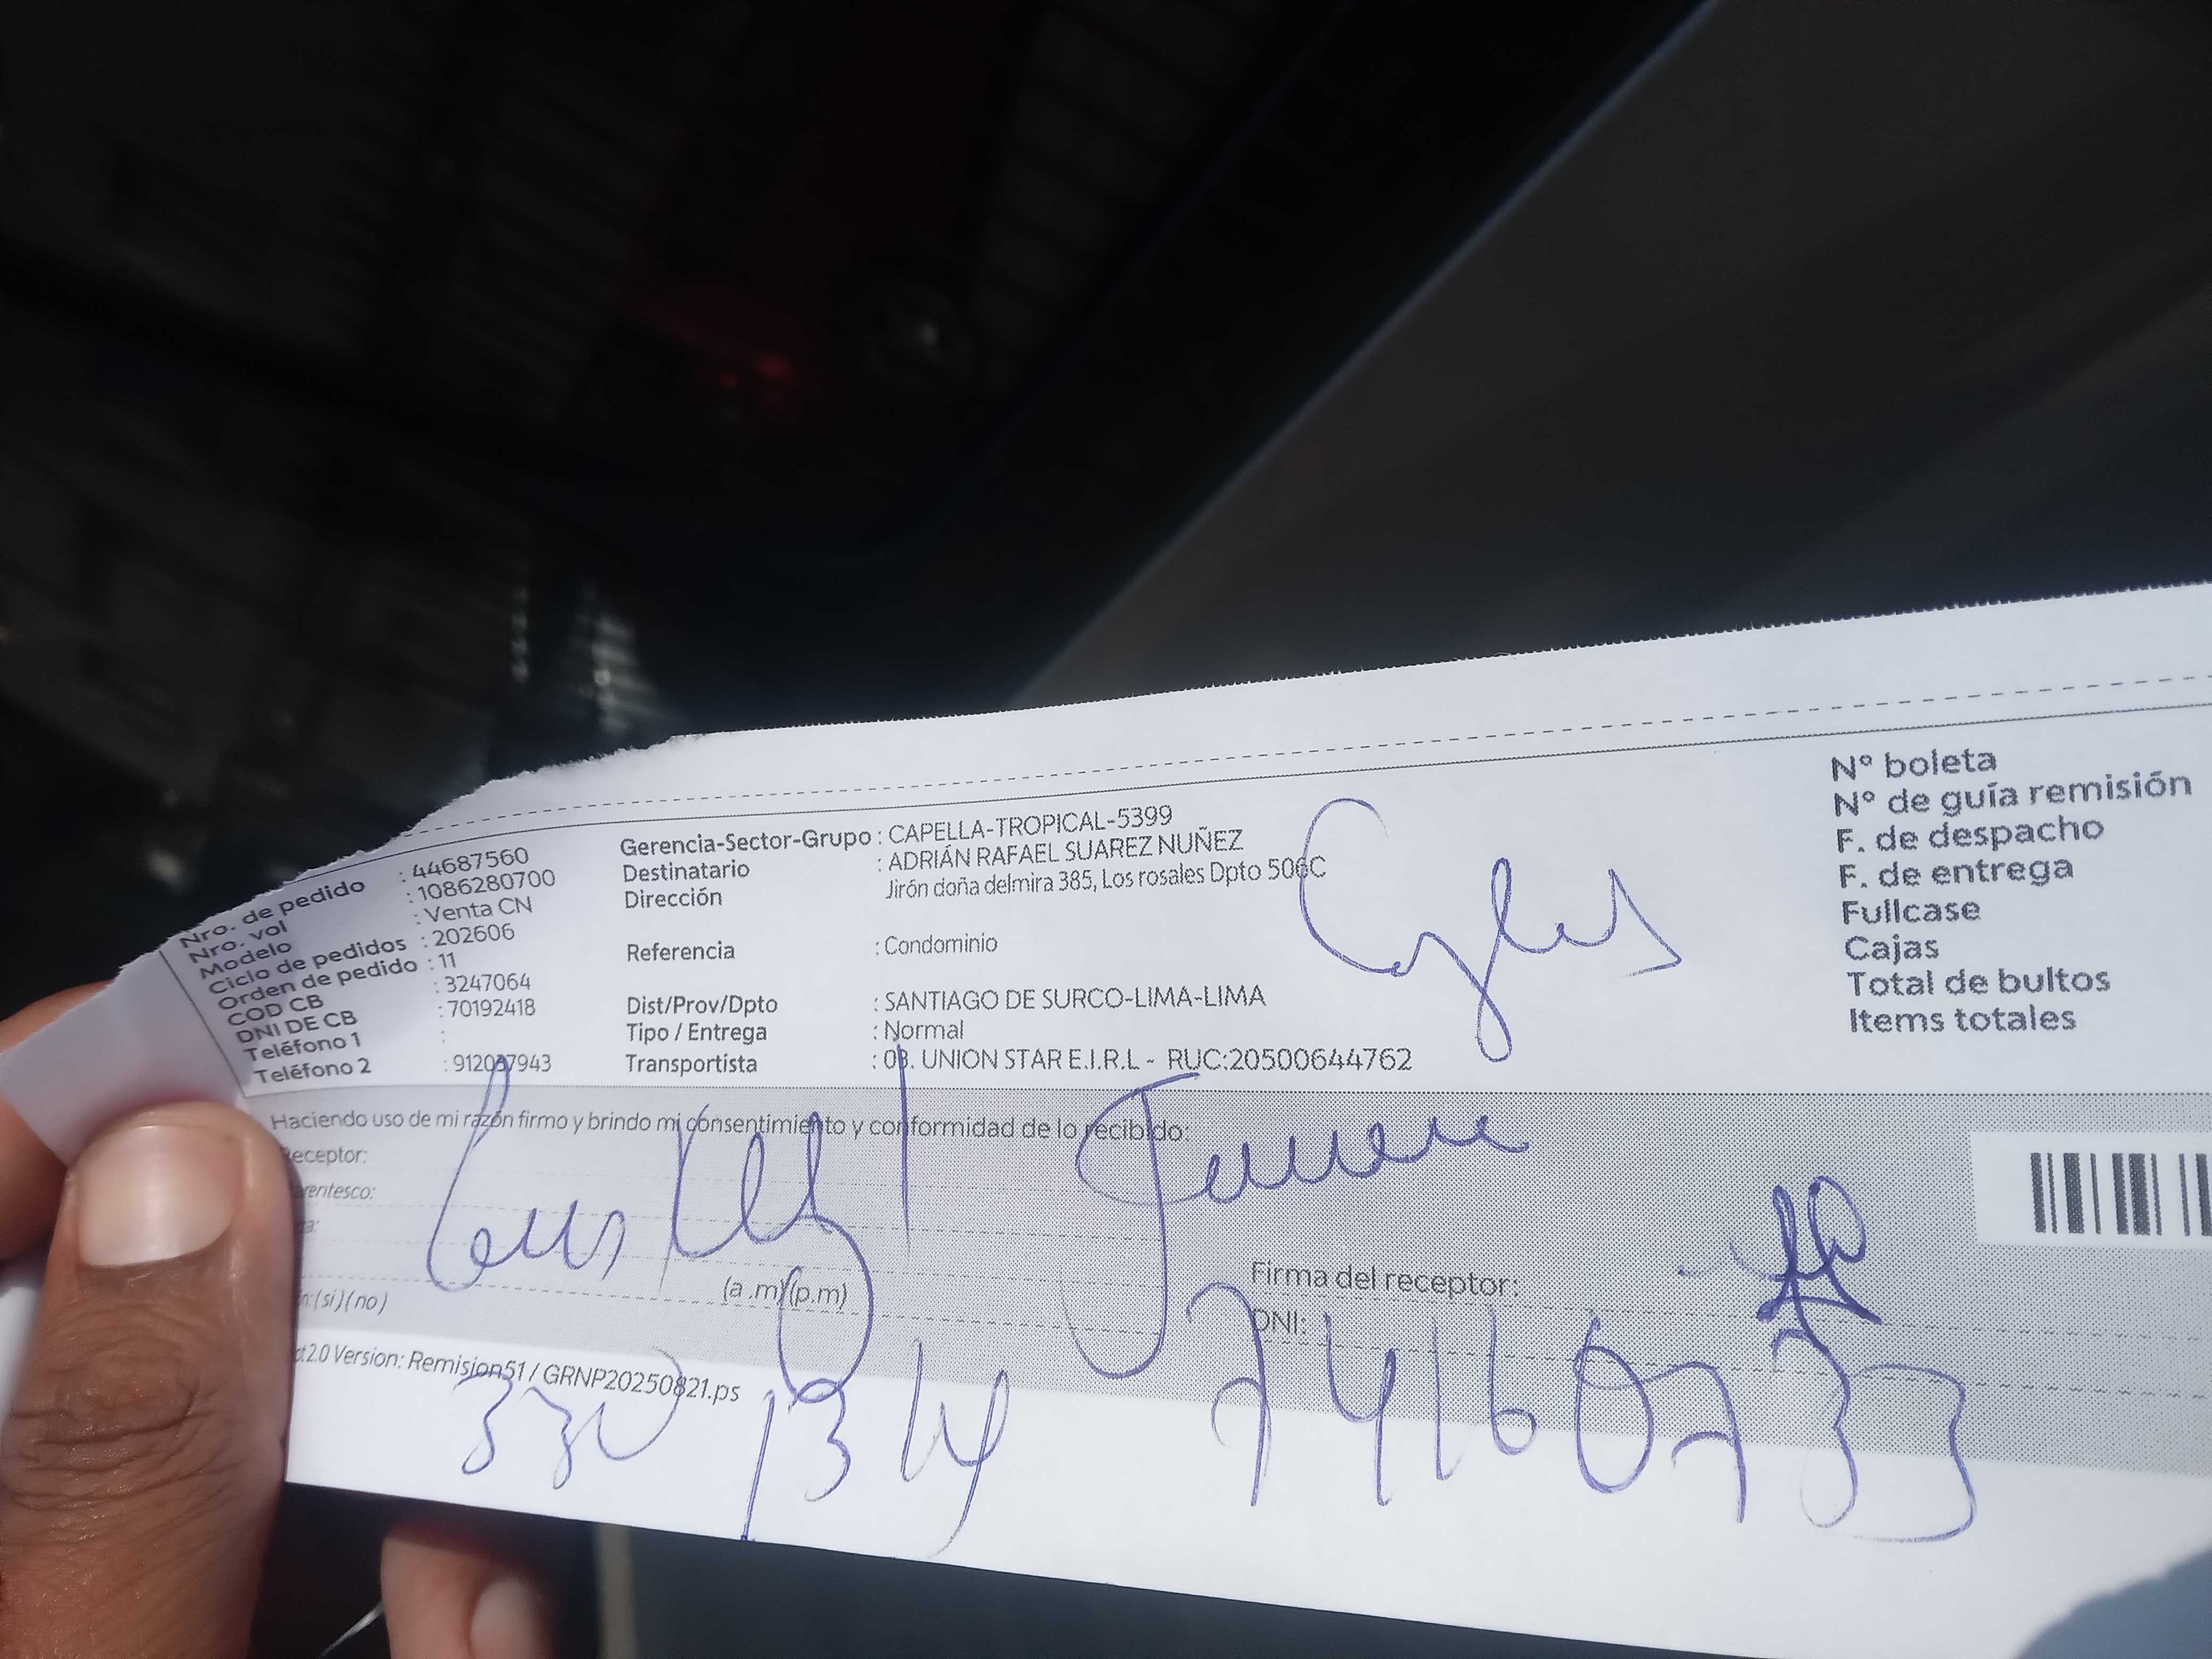 Nro. de pedido : 44687560
Nro. vol : 1086280700
Modelo : Venta CN
Ciclo de pedidos : 202606
Orden de pedido : 11
COD CB : 3247064
DNI DE CB : 70192418
Teléfono 1 :
Teléfono 2 : 912037943
Gerencia-Sector-Grupo : CAPELLA-TROPICAL-5399
Destinatario : ADRIÁN RAFAEL SUAREZ NUÑEZ
Dirección Jirón doña delmira 385, Los rosales Dpto 506C
Referencia : Condominio
Dist/Prov/Dpto : SANTIAGO DE SURCO-LIMA-LIMA
Tipo / Entrega : Normal
Transportista : 03. UNION STAR E.I.R.L - RUC:20500644762
N° boleta
N° de guía remisión
F. de despacho
F. de entrega
Fullcase
Cajas
Total de bultos
Items totales
Haciendo uso de mi razón firmo y brindo mi consentimiento y conformidad de lo recibido:
Receptor:
arentesco:
(a.m)(p.m)
:(si)(no)
Firma del receptor:
DNI: 74160733
2.0 Version: Remision51 / GRNP20250821.ps